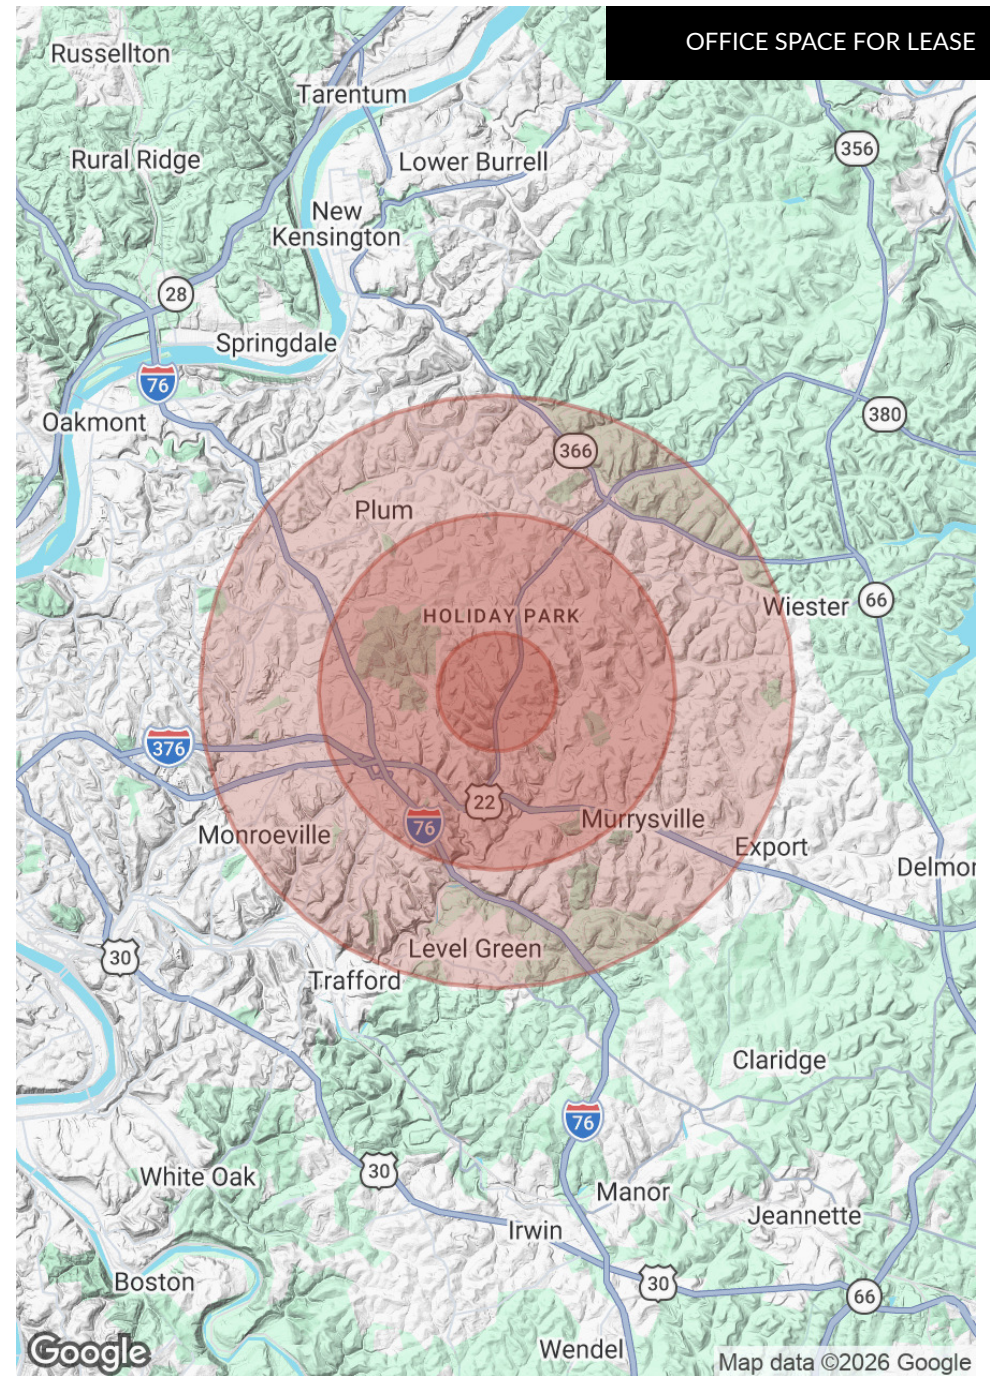 OFFICE SPACE FOR LEASE
Russellton
Tarentum
Rural Ridge
Lower Burrell
356
New
Kensington
28
Springdale
76
Oakmont
380
366
Plum
HOLIDAY PARK
Wiester
66
376
22
76
Murrysville
Monroeville
Export
Delmor
30
Level Green
Trafford
Claridge
76
30
White Oak
Manor
Jeannette
Irwin
Boston
30
66
Wendel
Google
Map data ©2026 Google